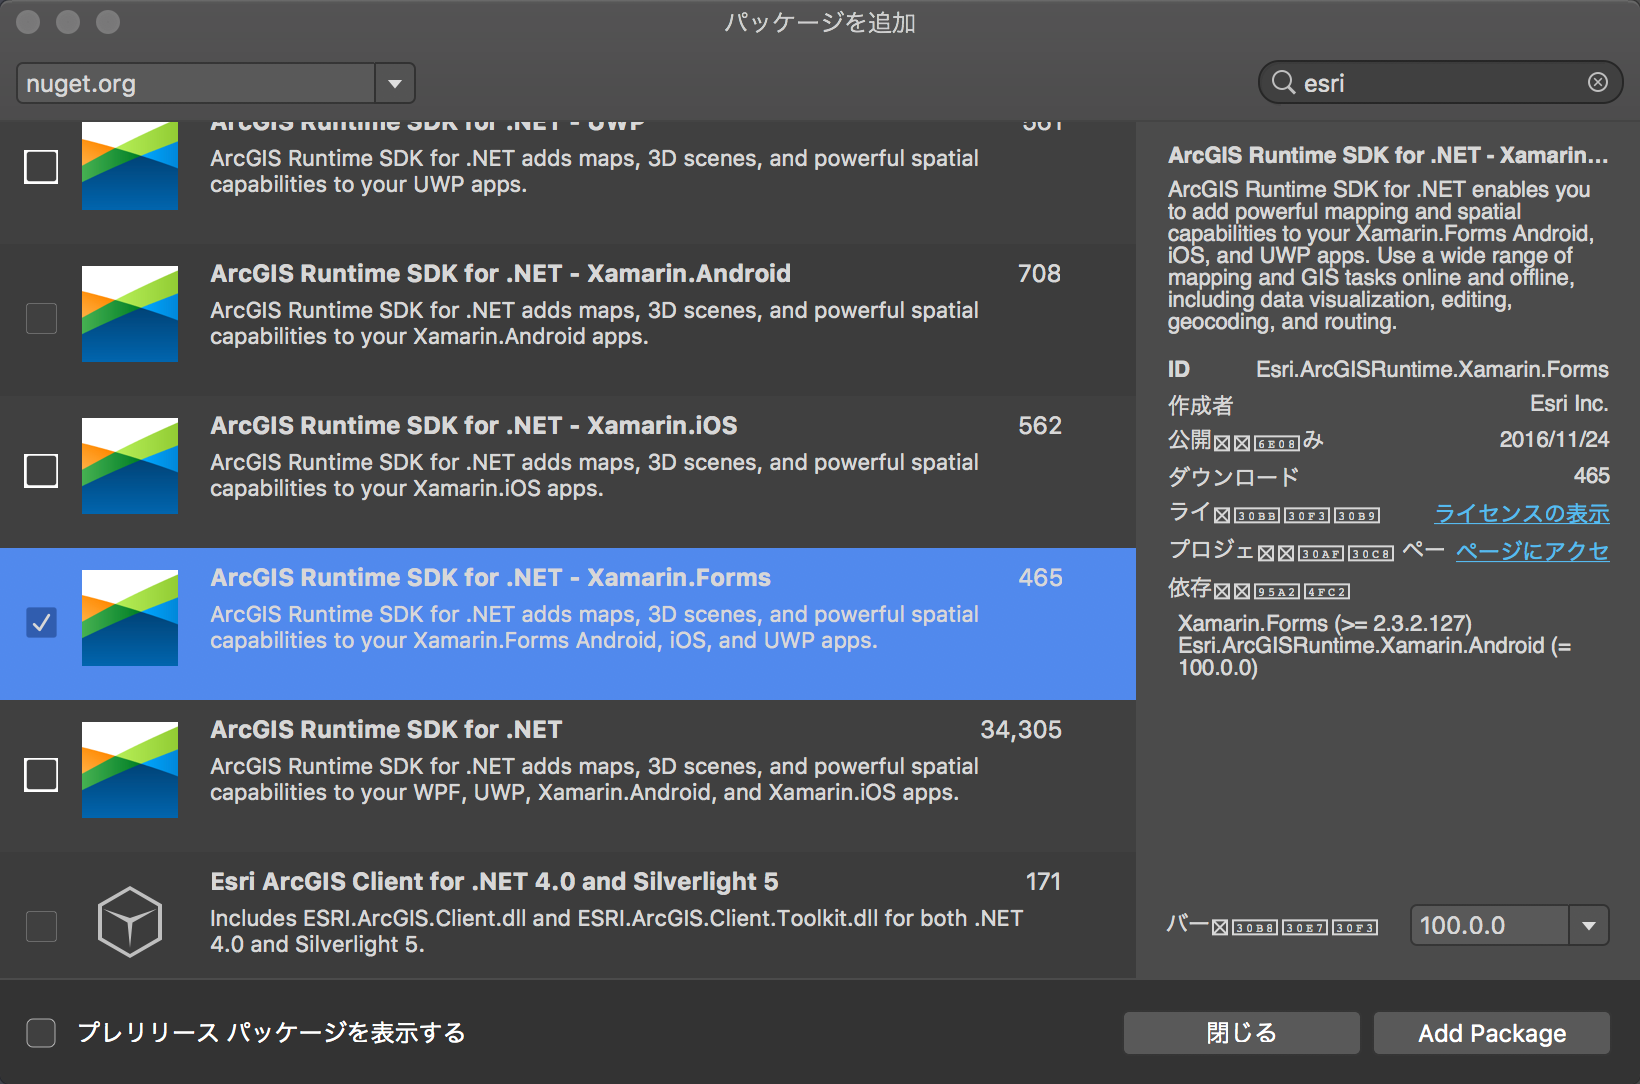 パッケージを追加
nuget.org
esri
ArcGIS Runtime SDK for .NET - UWP 561
ArcGIS Runtime SDK for .NET adds maps, 3D scenes, and powerful spatial
capabilities to your UWP apps.
ArcGIS Runtime SDK for .NET - Xamarin.Android 708
ArcGIS Runtime SDK for .NET adds maps, 3D scenes, and powerful spatial
capabilities to your Xamarin.Android apps.
ArcGIS Runtime SDK for .NET - Xamarin.iOS 562
ArcGIS Runtime SDK for .NET adds maps, 3D scenes, and powerful spatial
capabilities to your Xamarin.iOS apps.
ArcGIS Runtime SDK for .NET - Xamarin.Forms 465
ArcGIS Runtime SDK for .NET adds maps, 3D scenes, and powerful spatial
capabilities to your Xamarin.Forms Android, iOS, and UWP apps.
ArcGIS Runtime SDK for .NET 34,305
ArcGIS Runtime SDK for .NET adds maps, 3D scenes, and powerful spatial
capabilities to your WPF, UWP, Xamarin.Android, and Xamarin.iOS apps.
Esri ArcGIS Client for .NET 4.0 and Silverlight 5 171
Includes ESRI.ArcGIS.Client.dll and ESRI.ArcGIS.Client.Toolkit.dll for both .NET
4.0 and Silverlight 5.
ArcGIS Runtime SDK for .NET - Xamarin...
ArcGIS Runtime SDK for .NET enables you
to add powerful mapping and spatial
capabilities to your Xamarin.Forms Android,
iOS, and UWP apps. Use a wide range of
mapping and GIS tasks online and offline,
including data visualization, editing,
geocoding, and routing.
ID Esri.ArcGISRuntime.Xamarin.Forms
作成者 Esri Inc.
公開 6E08 み 2016/11/24
ダウンロード 465
ライ 30BB 30F3 30B9 ライセンスの表示
プロジェ 30AF 30C8 ペー ページにアクセ
依存 95A2 4FC2
Xamarin.Forms (>= 2.3.2.127)
Esri.ArcGISRuntime.Xamarin.Android (=
100.0.0)
バー 30B8 30E7 30F3 100.0.0
プレリリース パッケージを表示する
閉じる
Add Package